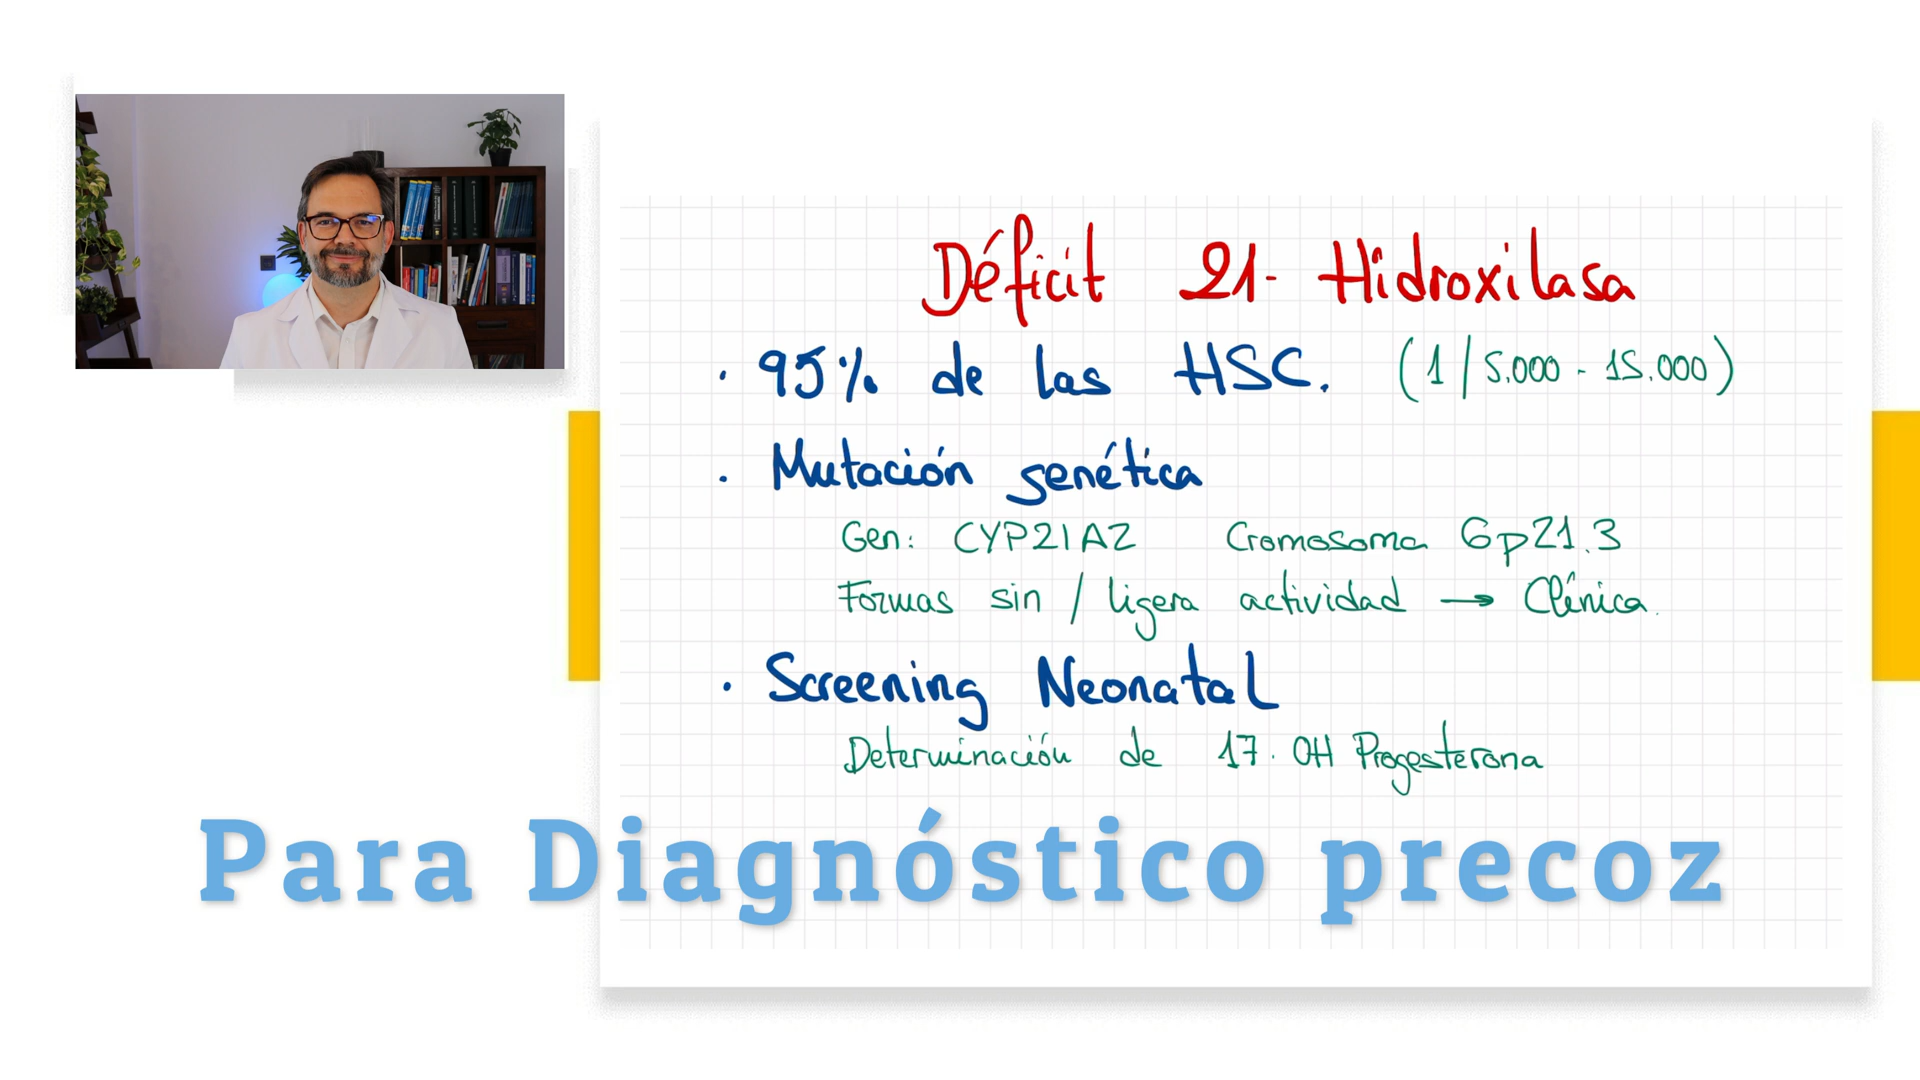 Déficit 21- Hidroxilasa
· 95% de las HSC. (1/5.000 - 15.000)
· Mutación genética
Gen: CYP21A2 Cromosoma 6p21.3
Formas sin / ligera actividad → Clínica.
· Screening Neonatal
Determinación de 17. OH Progesterona
Para Diagnóstico precoz